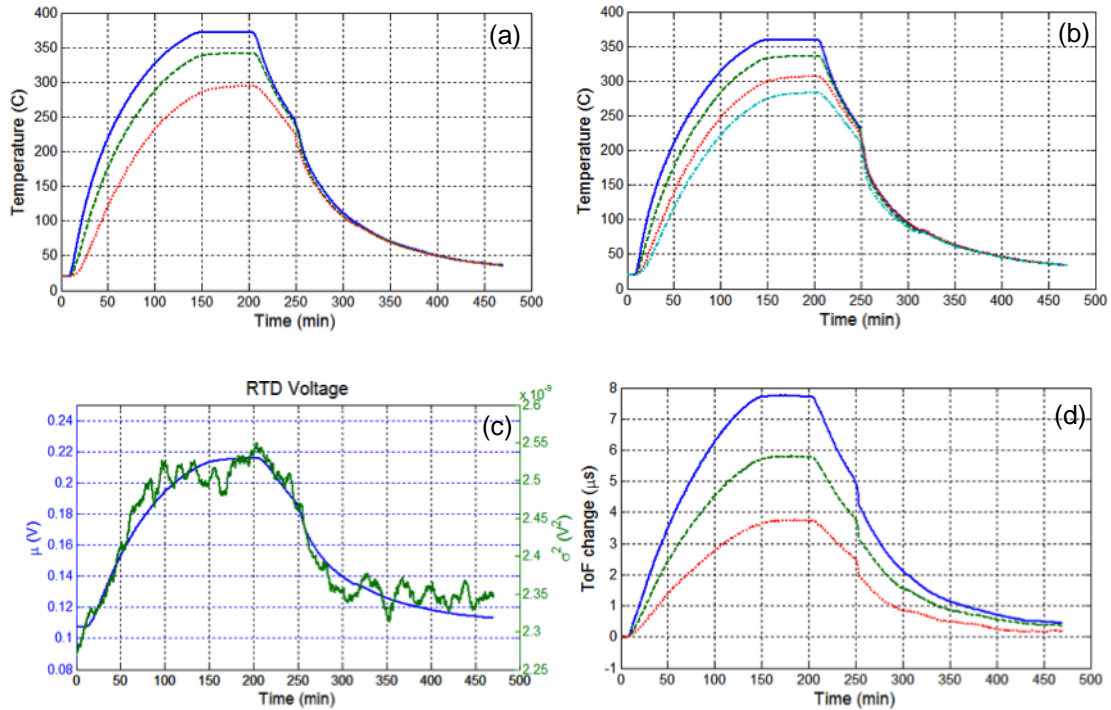 (a)
400
350
300
250
200
150
100
50
0
Temperature (C)
0 50 100 150 200 250 300 350 400 450 500
Time (min)
(b)
400
350
300
250
200
150
100
50
0
Temperature (C)
0 50 100 150 200 250 300 350 400 450 500
Time (min)
RTD Voltage
(c)
0.24
0.22
0.2
0.18
0.16
0.14
0.12
0.1
0.08
μ (V)
x 10⁻⁹
2.6
2.55
2.5
2.45
2.4
2.35
2.3
2.25
σ² (V²)
0 50 100 150 200 250 300 350 400 450 500
Time (min)
(d)
8
7
6
5
4
3
2
1
0
-1
ToF change (μs)
0 50 100 150 200 250 300 350 400 450 500
Time (min)